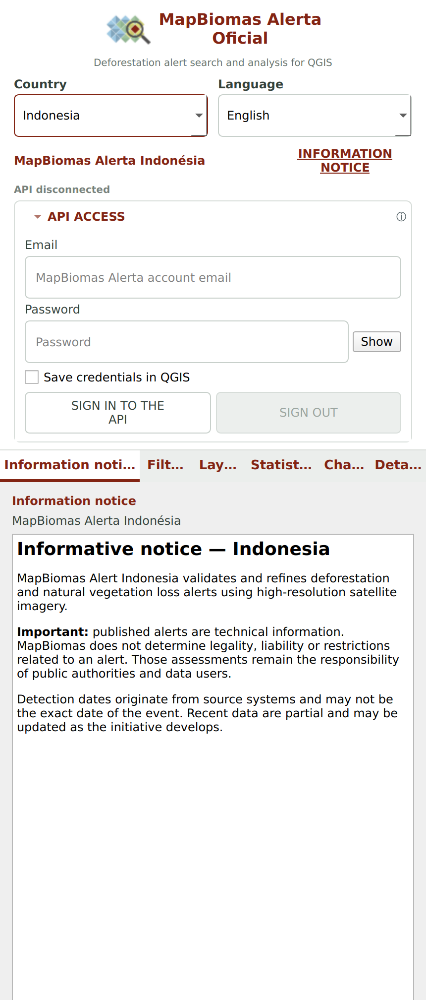 MapBiomas Alerta
Oficial
Deforestation alert search and analysis for QGIS
Country
Language
Indonesia
English
MapBiomas Alerta Indonésia
INFORMATION
NOTICE
API disconnected
API ACCESS
Email
MapBiomas Alerta account email
Password
Password
Show
Save credentials in QGIS
SIGN IN TO THE
API
SIGN OUT
Information noti...
Filt...
Lay...
Statist...
Cha...
Deta...
Information notice
MapBiomas Alerta Indonésia
Informative notice — Indonesia
MapBiomas Alert Indonesia validates and refines deforestation
and natural vegetation loss alerts using high-resolution satellite
imagery.
Important: published alerts are technical information.
MapBiomas does not determine legality, liability or restrictions
related to an alert. Those assessments remain the responsibility
of public authorities and data users.
Detection dates originate from source systems and may not be
the exact date of the event. Recent data are partial and may be
updated as the initiative develops.